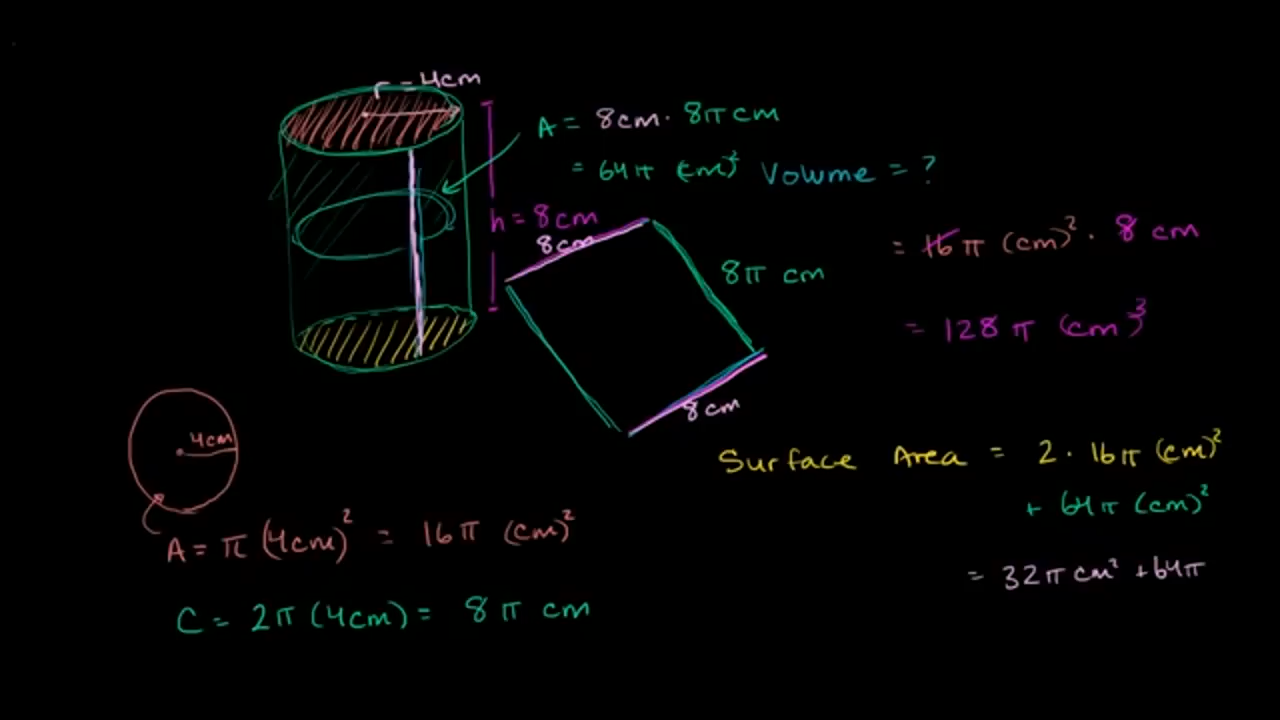 r = 4cm
A = 8cm · 8π cm
= 64π (cm)²
Volume = ?
h = 8cm
8cm
8π cm
= 16π (cm)² · 8 cm
= 128π (cm)³
8cm
4cm
Surface Area = 2 · 16π (cm)²
+ 64π (cm)²
= 32π cm² + 64π
A = π (4cm)² = 16π (cm)²
C = 2π (4cm) = 8π cm